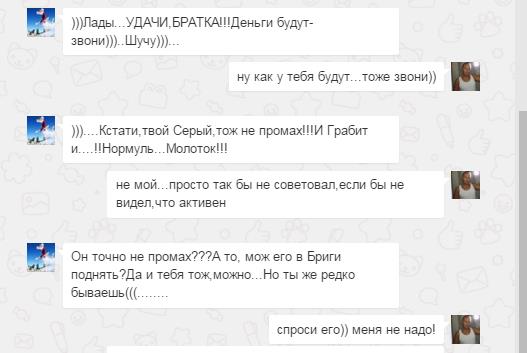 )))Лады...УДАЧИ,БРАТКА!!!Деньги будут-
звони)))..Шучу)))...
ну как у тебя будут...тоже звони))
)))....Кстати,твой Серый,тож не промах!!!И Грабит
и....!!Нормуль...Молоток!!!
не мой...просто так бы не советовал,если бы не
видел,что активен
Он точно не промах???А то, мож его в Бриги
поднять?Да и тебя тож,можно...Но ты же редко
бываешь(((........
спроси его)) меня не надо!